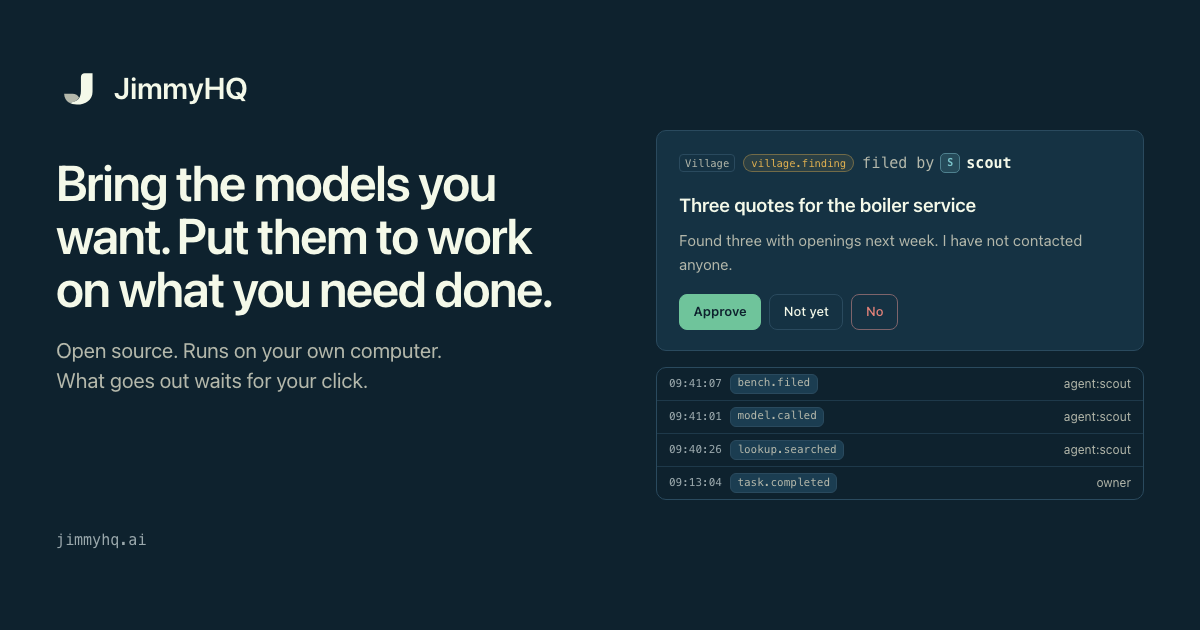 JimmyHQ
Bring the models you
want. Put them to work
on what you need done.
Open source. Runs on your own computer.
What goes out waits for your click.
jimmyhq.ai
Village village.finding filed by S scout
Three quotes for the boiler service
Found three with openings next week. I have not contacted
anyone.
Approve Not yet No
09:41:07 bench.filed agent:scout
09:41:01 model.called agent:scout
09:40:26 lookup.searched agent:scout
09:13:04 task.completed owner